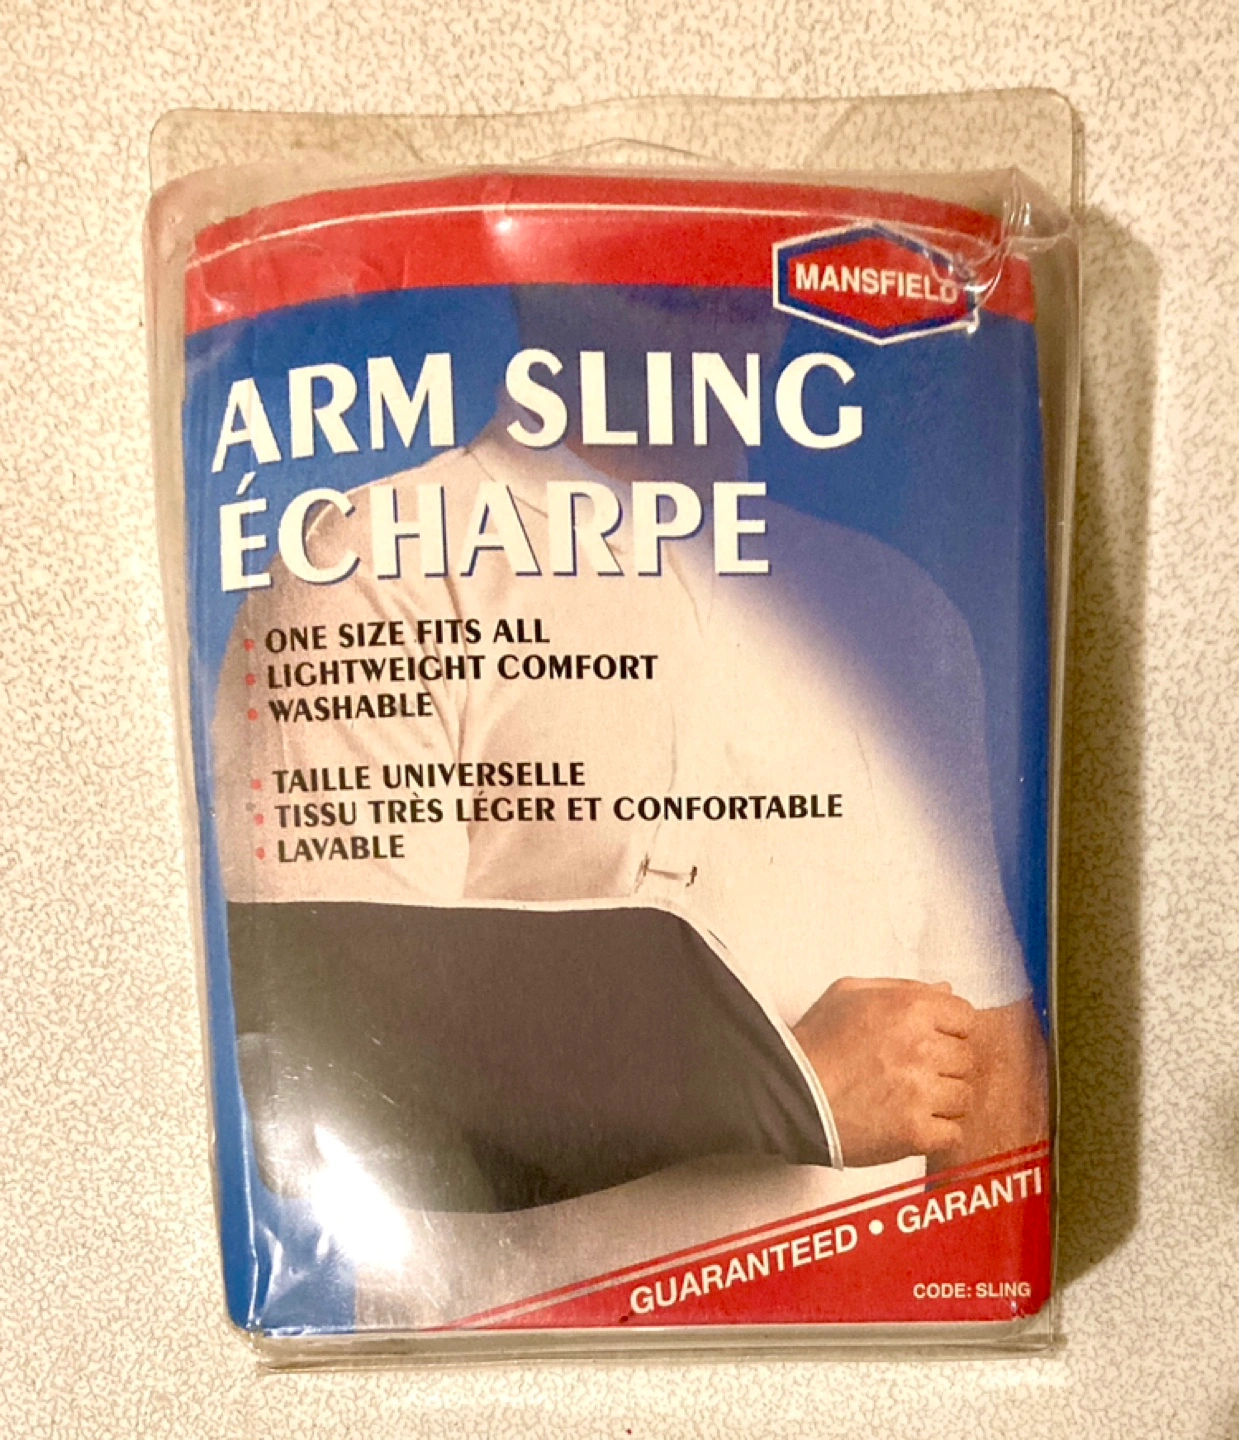 MANSFIELD
ARM SLING
ÉCHARPE
• ONE SIZE FITS ALL
• LIGHTWEIGHT COMFORT
• WASHABLE
• TAILLE UNIVERSELLE
• TISSU TRÈS LÉGER ET CONFORTABLE
• LAVABLE
GUARANTEED • GARANTI
CODE: SLING